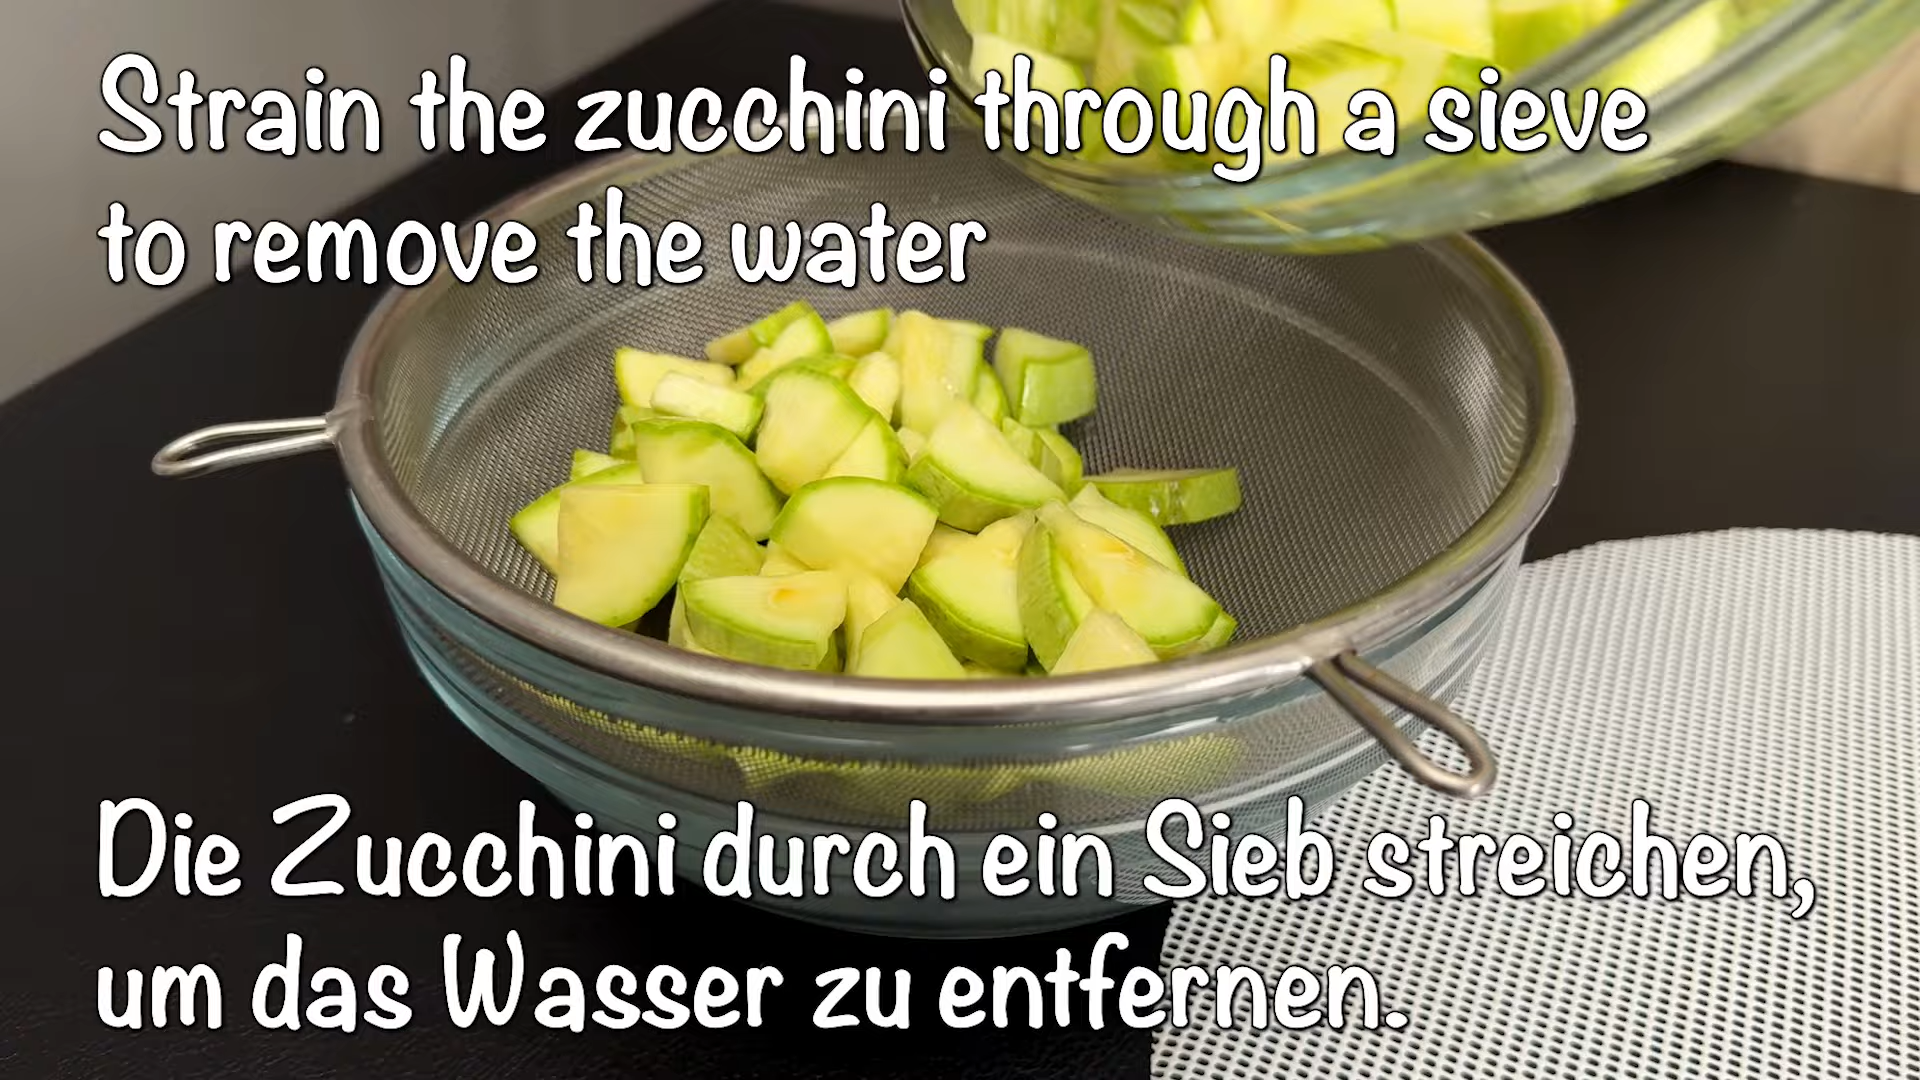 Strain the zucchini through a sieve
to remove the water
Die Zucchini durch ein Sieb streichen,
um das Wasser zu entfernen.